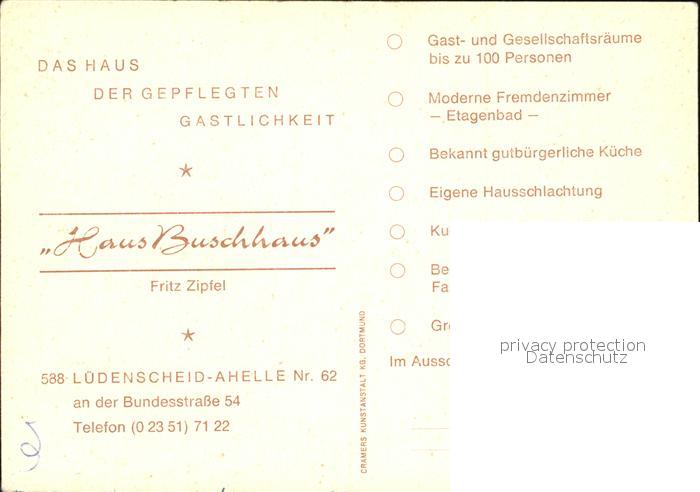 DAS HAUS
DER GEPFLEGTEN
GASTLICHKEIT
„Haus Buschhaus”
Fritz Zipfel
588 LÜDENSCHEID-AHELLE Nr. 62
an der Bundesstraße 54
Telefon (0 23 51) 71 22
CRAMERS KUNSTANSTALT KG. DORTMUND
Gast- und Gesellschaftsräume
bis zu 100 Personen
Moderne Fremdenzimmer
– Etagenbad –
Bekannt gutbürgerliche Küche
Eigene Hausschlachtung
Im
privacy protection
Datenschutz